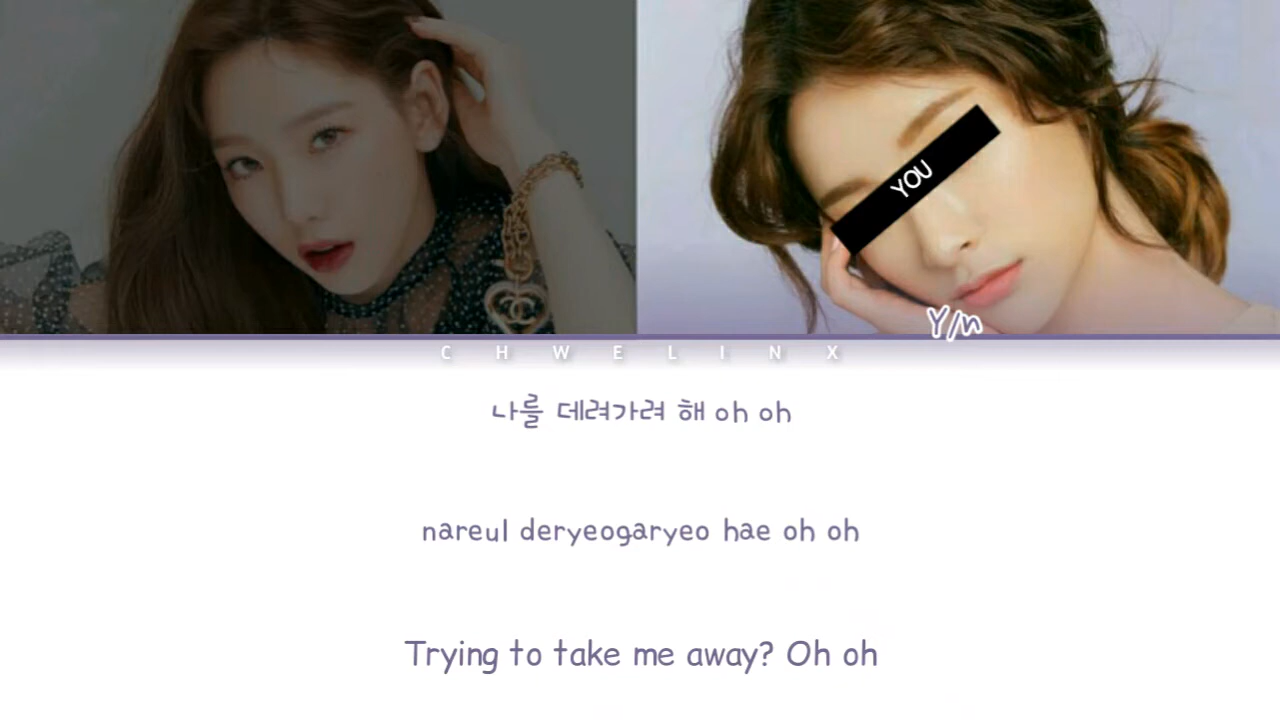 YOU
Y/n
CHWELINX
나를 데려가려 해 oh oh
nareul deryeogaryeo hae oh oh
Trying to take me away? Oh oh